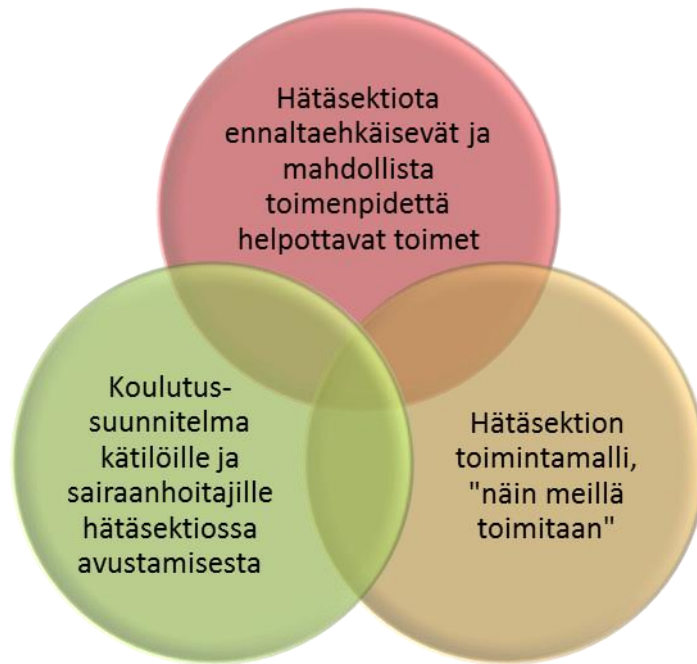 Hätäsektiota
ennaltaehkäisevät ja
mahdollista
toimenpidettä
helpottavat toimet
Koulutus-
suunnitelma
kätilöille ja
sairaanhoitajille
hätäsektiossa
avustamisesta
Hätäsektion
toimintamalli,
"näin meillä
toimitaan"